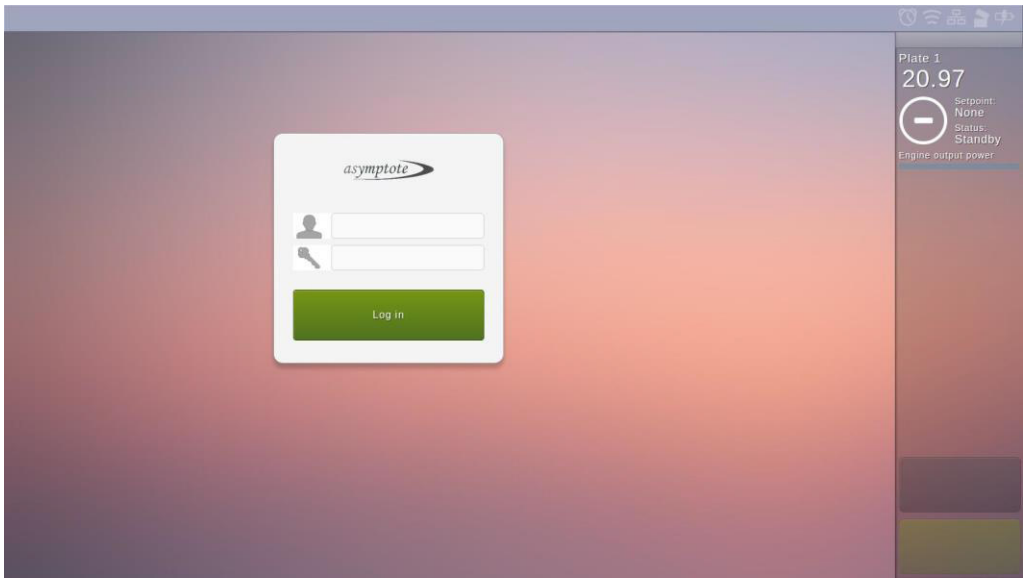 Plate 1
20.97
Setpoint:
None
Status:
Standby
Engine output power
asymptote
Log in